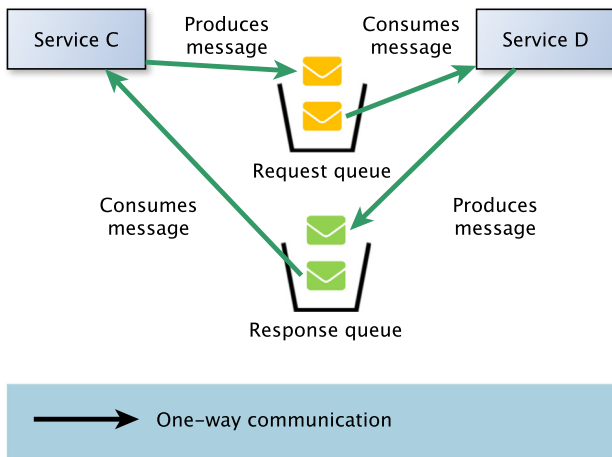 Service C
Produces
message
Consumes
message
Service D
Request queue
Consumes
message
Produces
message
Response queue
One-way communication